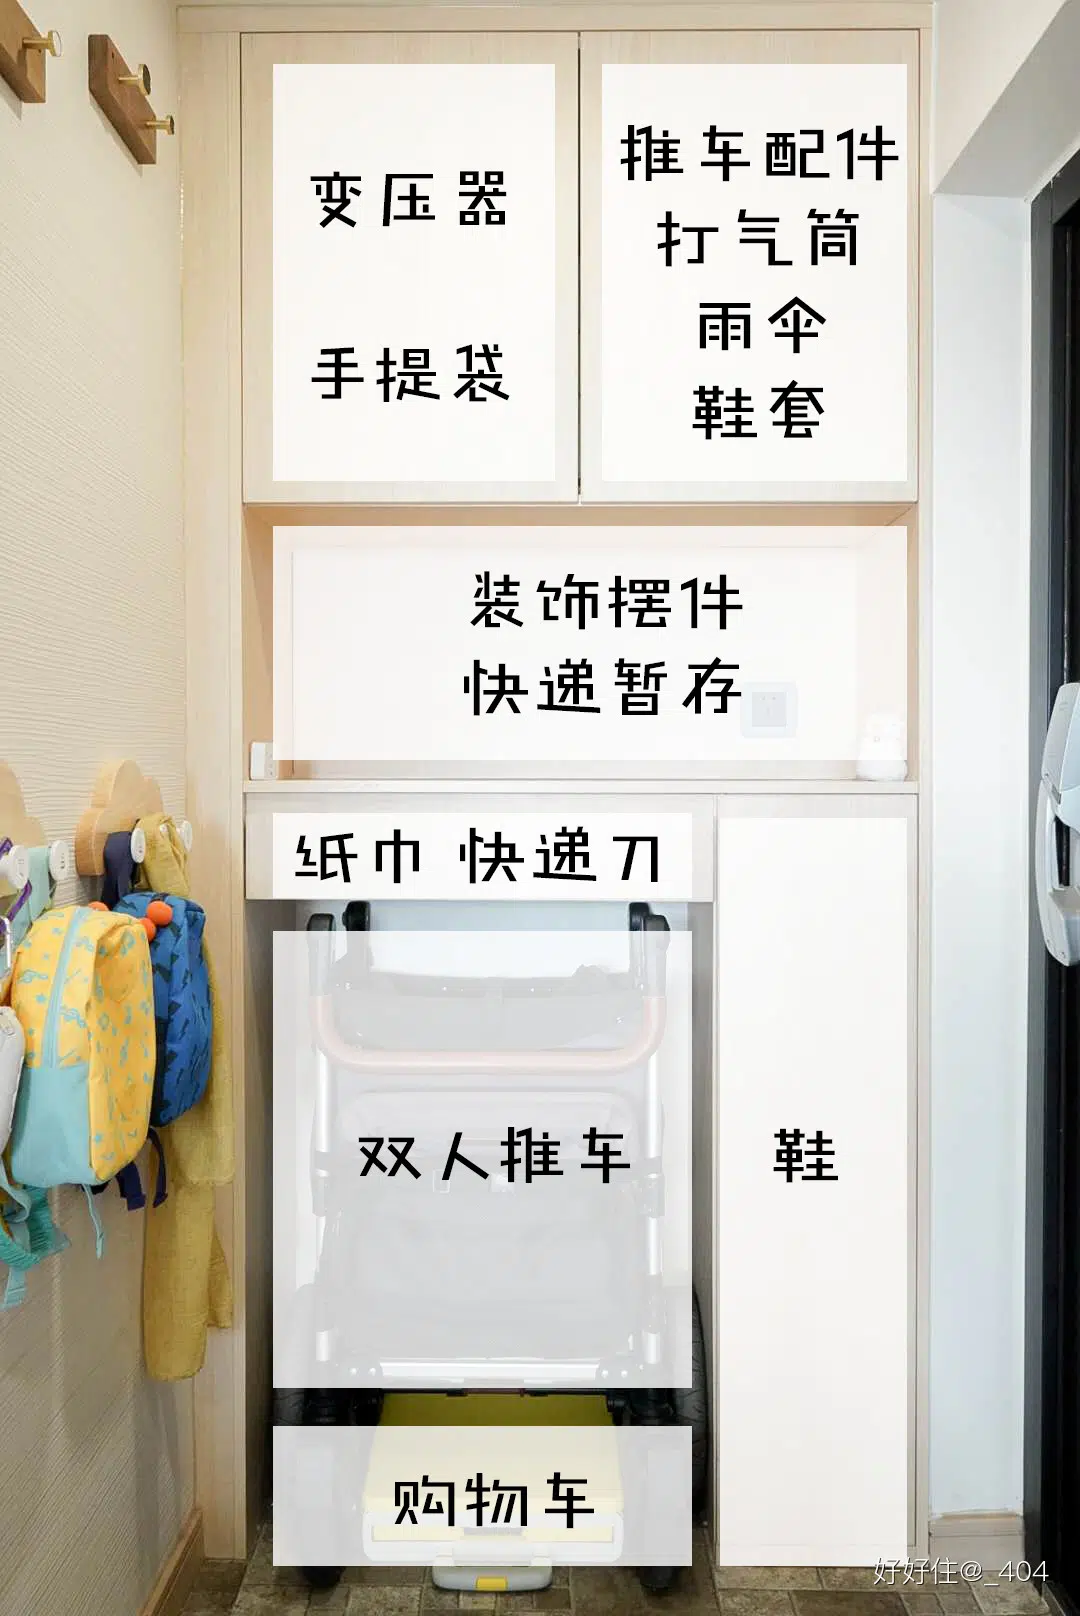 变压器
手提袋
推车配件
打气筒
雨伞
鞋套
装饰摆件
快递暂存
纸巾 快递刀
双人推车
鞋
购物车
好好住@_404